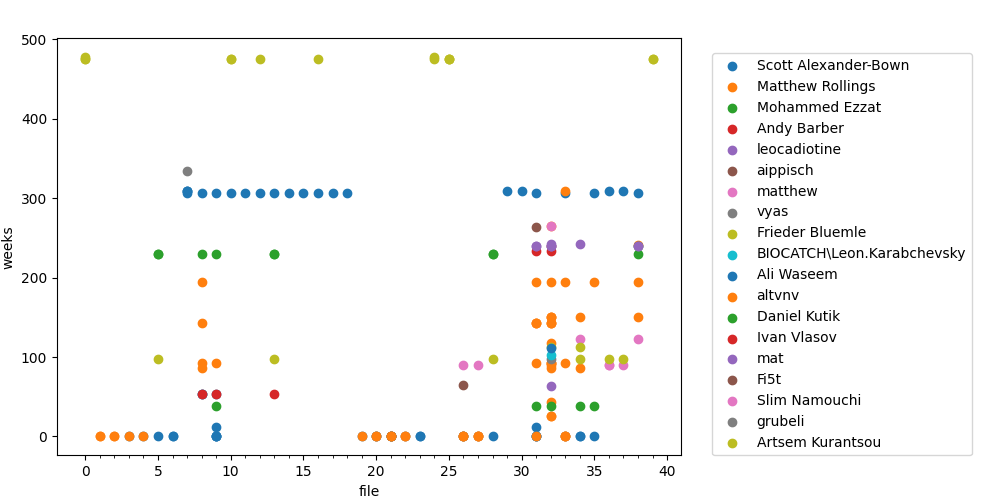 500
400
300
200
100
0
weeks
0 5 10 15 20 25 30 35 40
file
Scott Alexander-Bown
Matthew Rollings
Mohammed Ezzat
Andy Barber
leocadiotine
aippisch
matthew
vyas
Frieder Bluemle
BIOCATCH\Leon.Karabchevsky
Ali Waseem
altvnv
Daniel Kutik
Ivan Vlasov
mat
Fi5t
Slim Namouchi
grubeli
Artsem Kurantsou